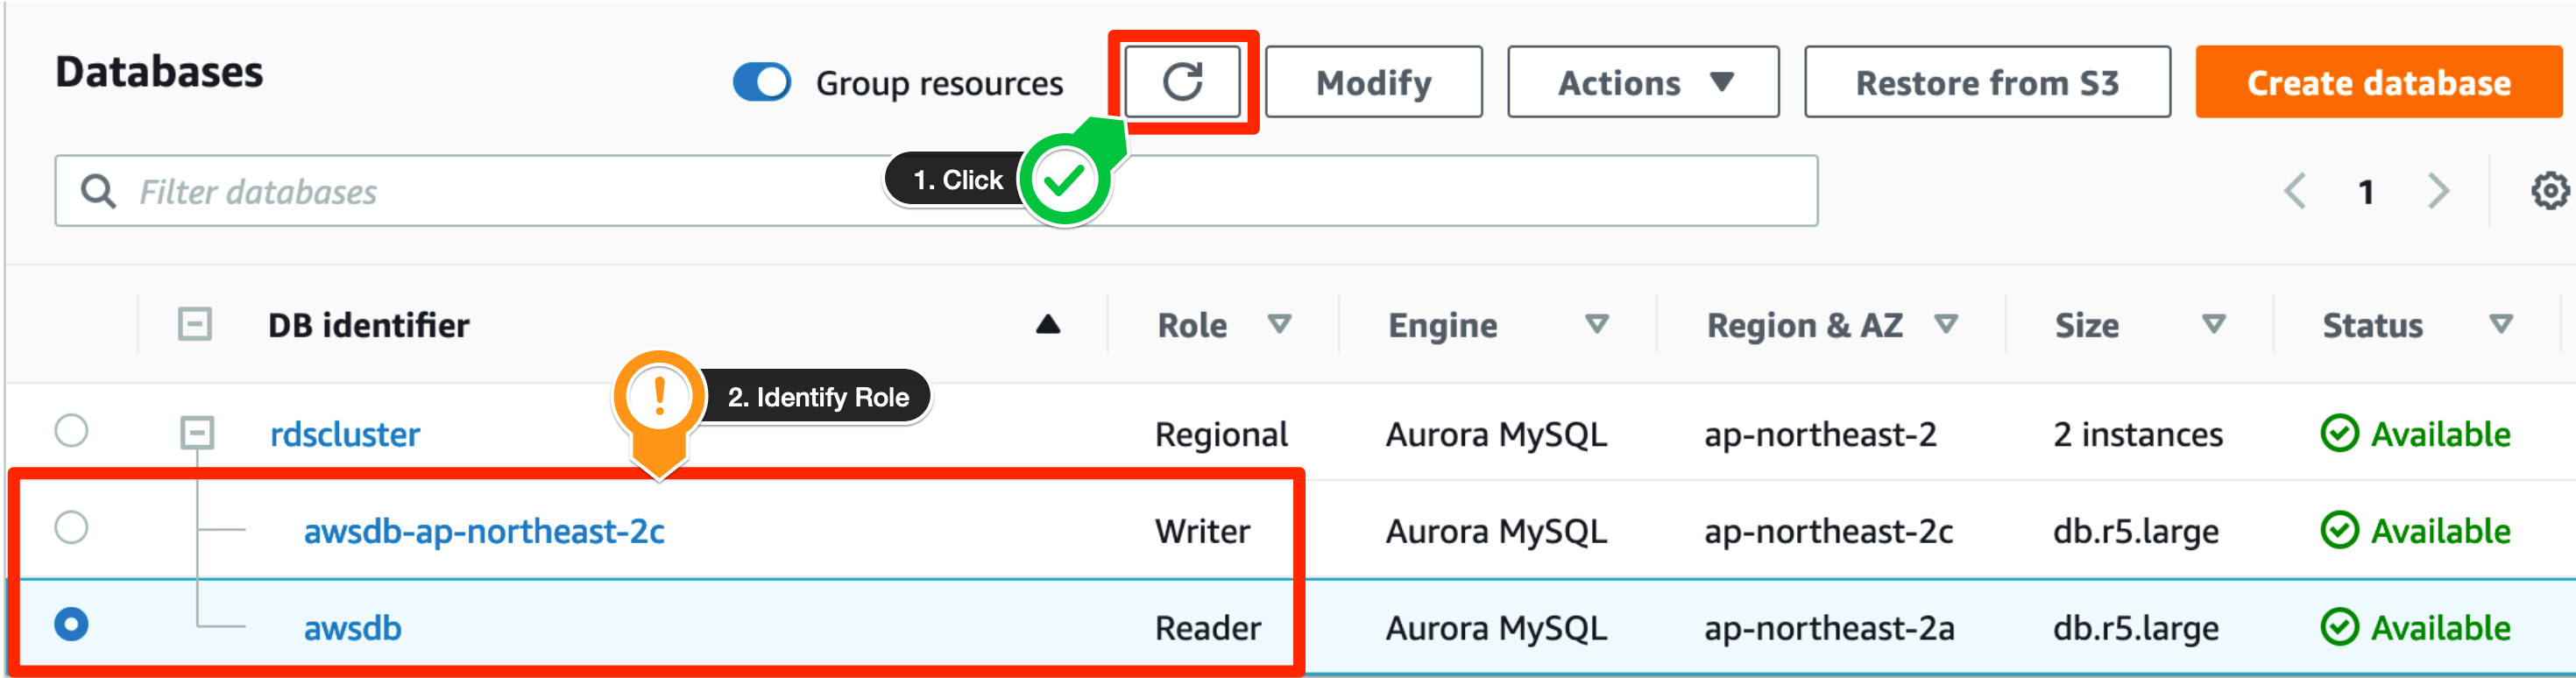 Databases
Group resources
Modify
Actions
Restore from S3
Create database
Filter databases
1. Click
1
DB identifier Role Engine Region & AZ Size Status
2. Identify Role
rdscluster Regional Aurora MySQL ap-northeast-2 2 instances Available
awsdb-ap-northeast-2c Writer Aurora MySQL ap-northeast-2c db.r5.large Available
awsdb Reader Aurora MySQL ap-northeast-2a db.r5.large Available